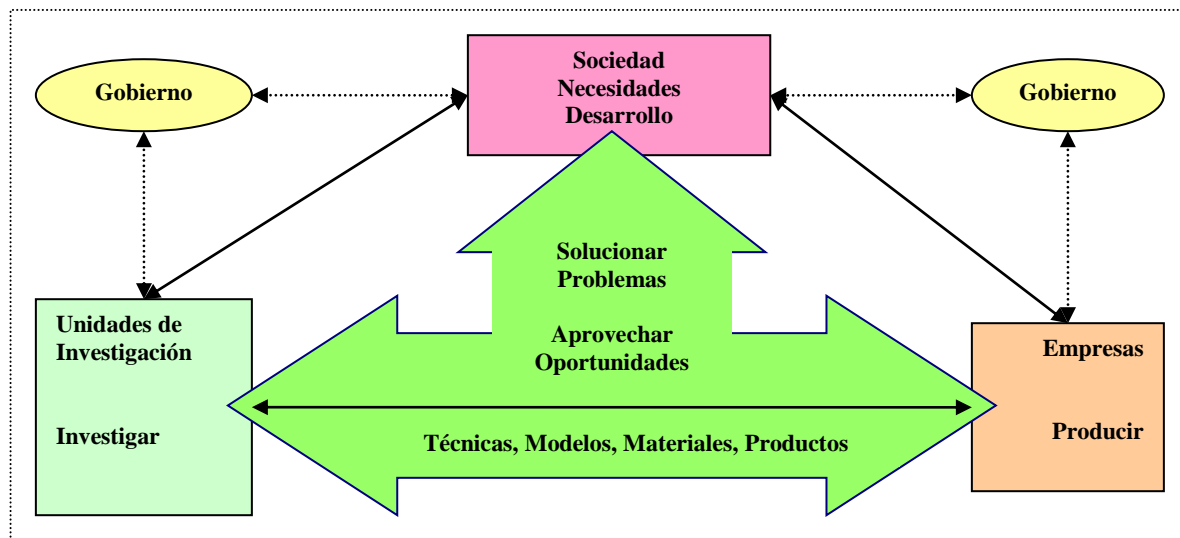 Sociedad
Necesidades
Desarrollo
Gobierno
Gobierno
Solucionar
Problemas
Aprovechar
Oportunidades
Unidades de
Investigación
Investigar
Empresas
Producir
Técnicas, Modelos, Materiales, Productos